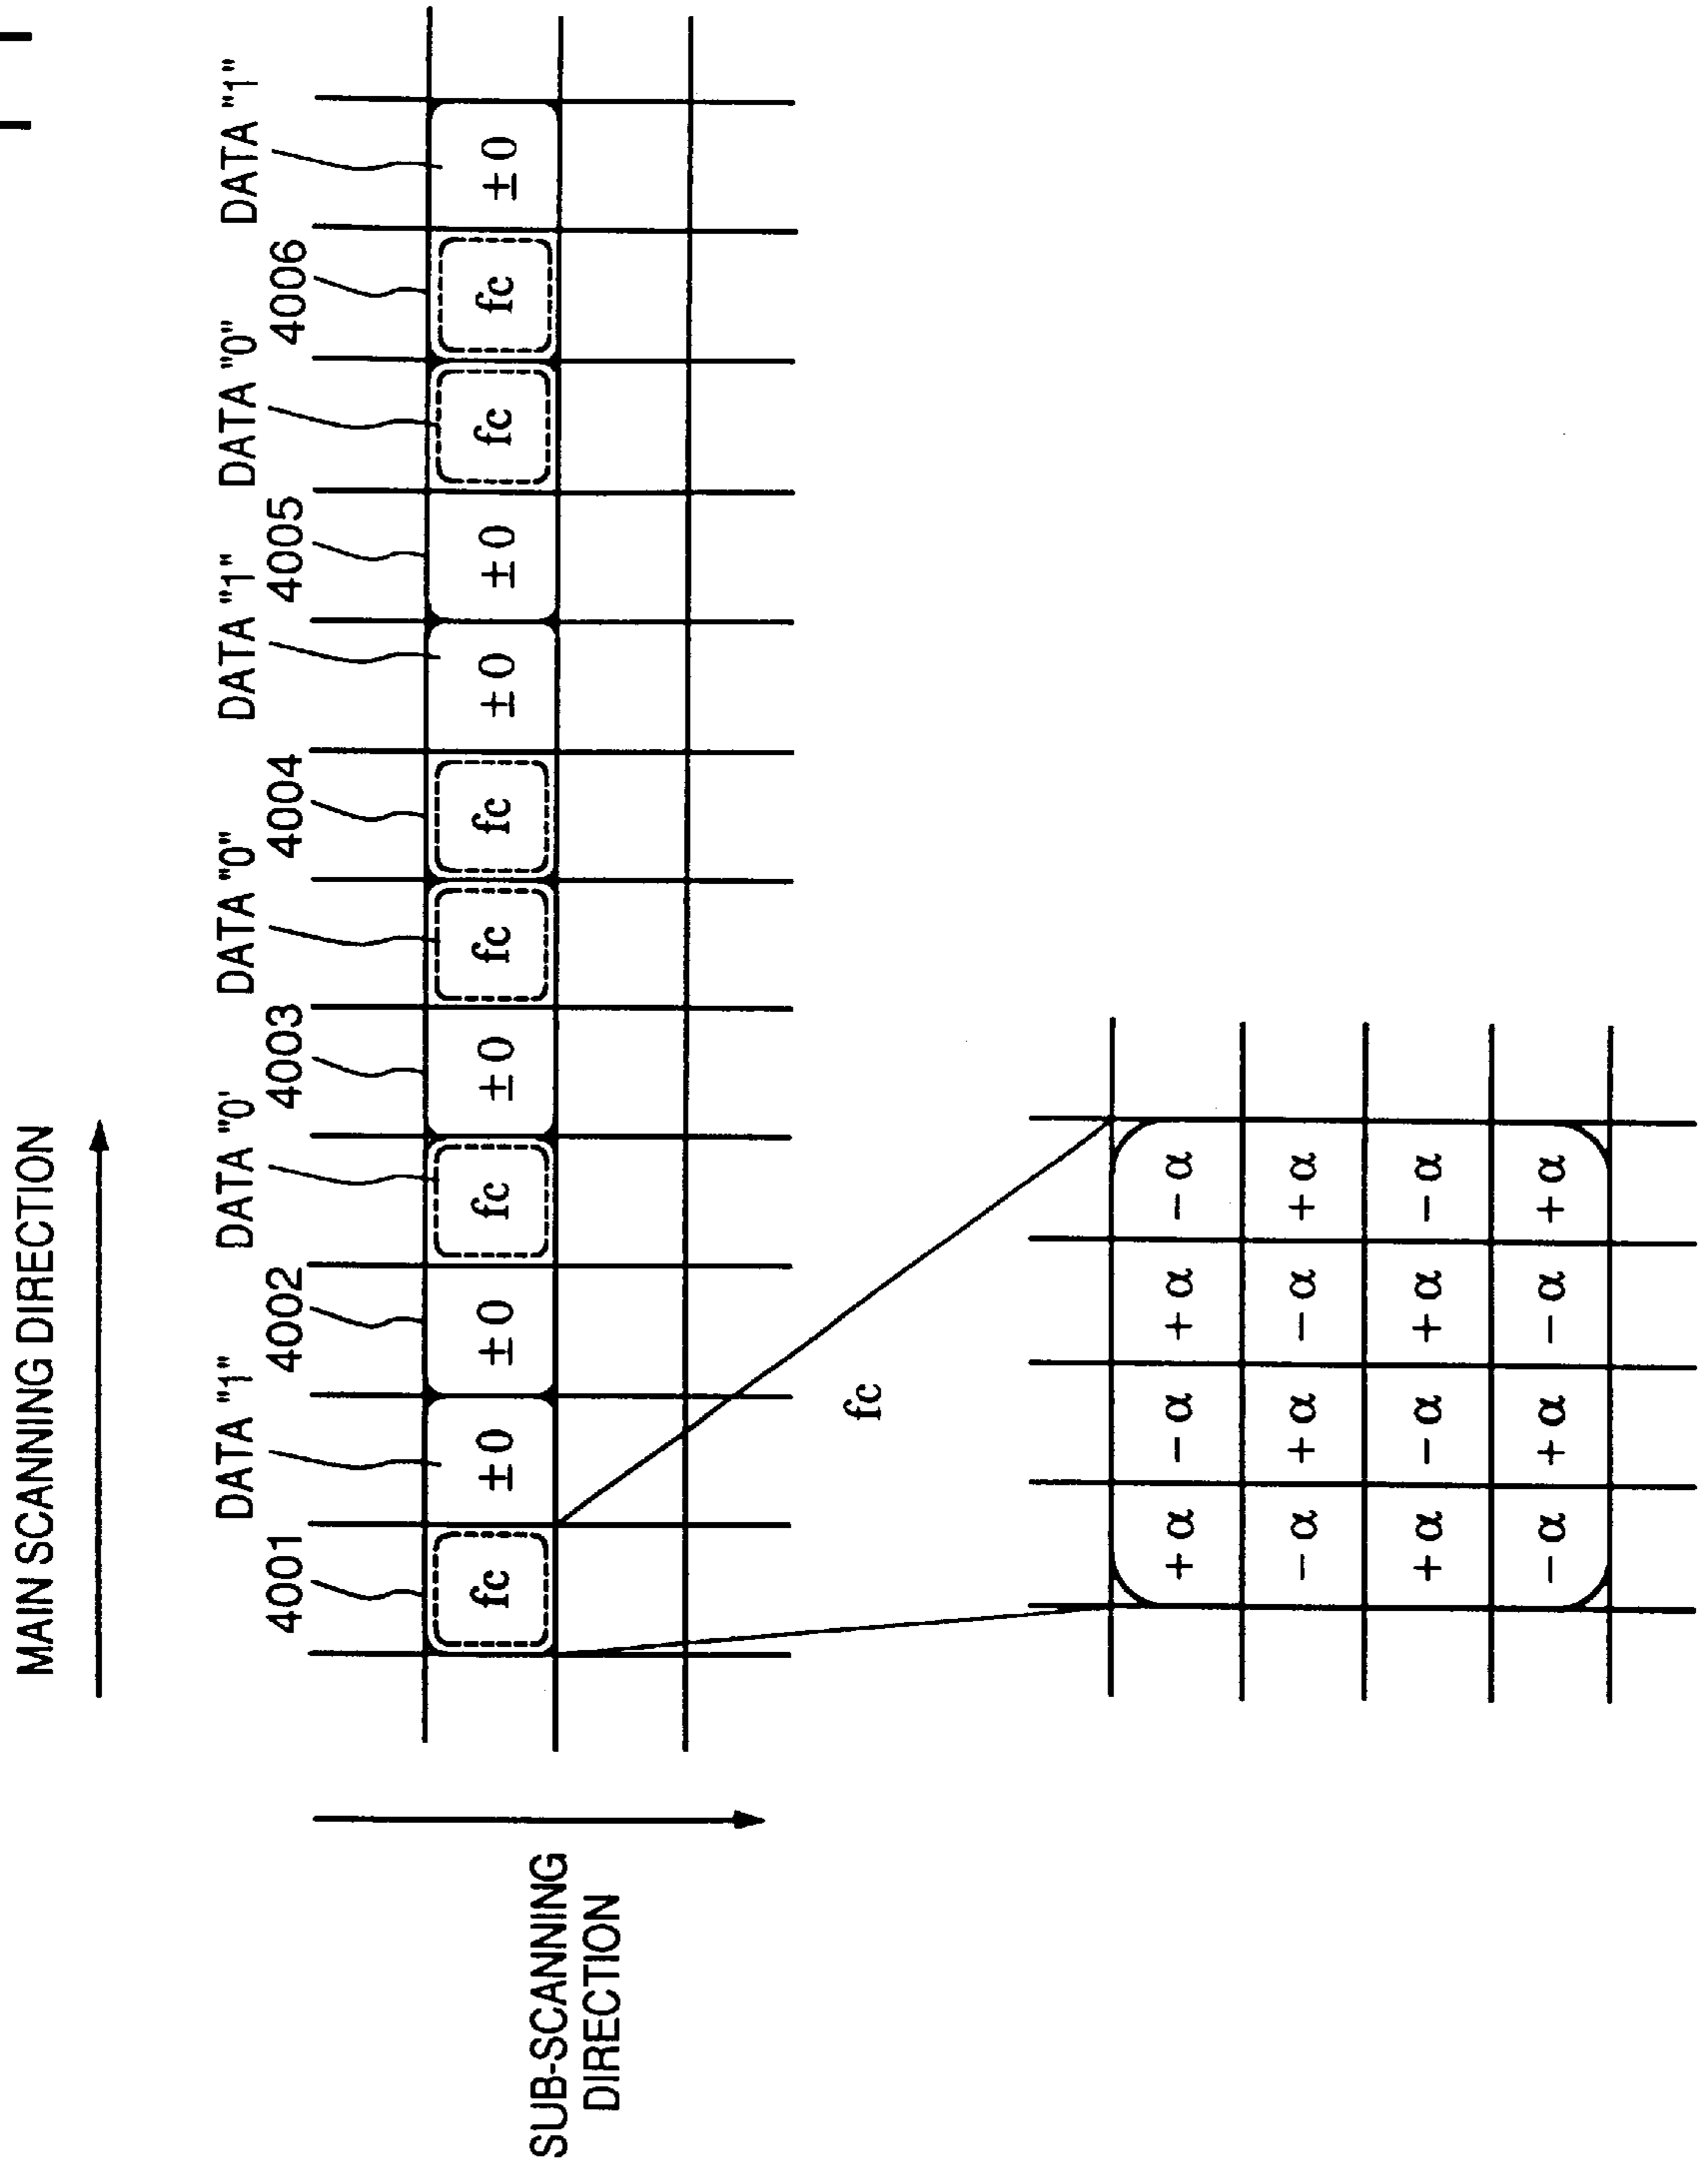 MAIN SCANNING DIRECTION
DATA "1" DATA "0' DATA "0" DATA "1" DATA "0" DATA "1"
4001 4002 4003 4004 4005 4006
fc ±0 ±0 fc ±0 fc fc ±0 ±0 fc fc ±0
SUB-SCANNING
DIRECTION
fc
+α −α +α −α
−α +α −α +α
+α −α +α −α
−α +α −α +α